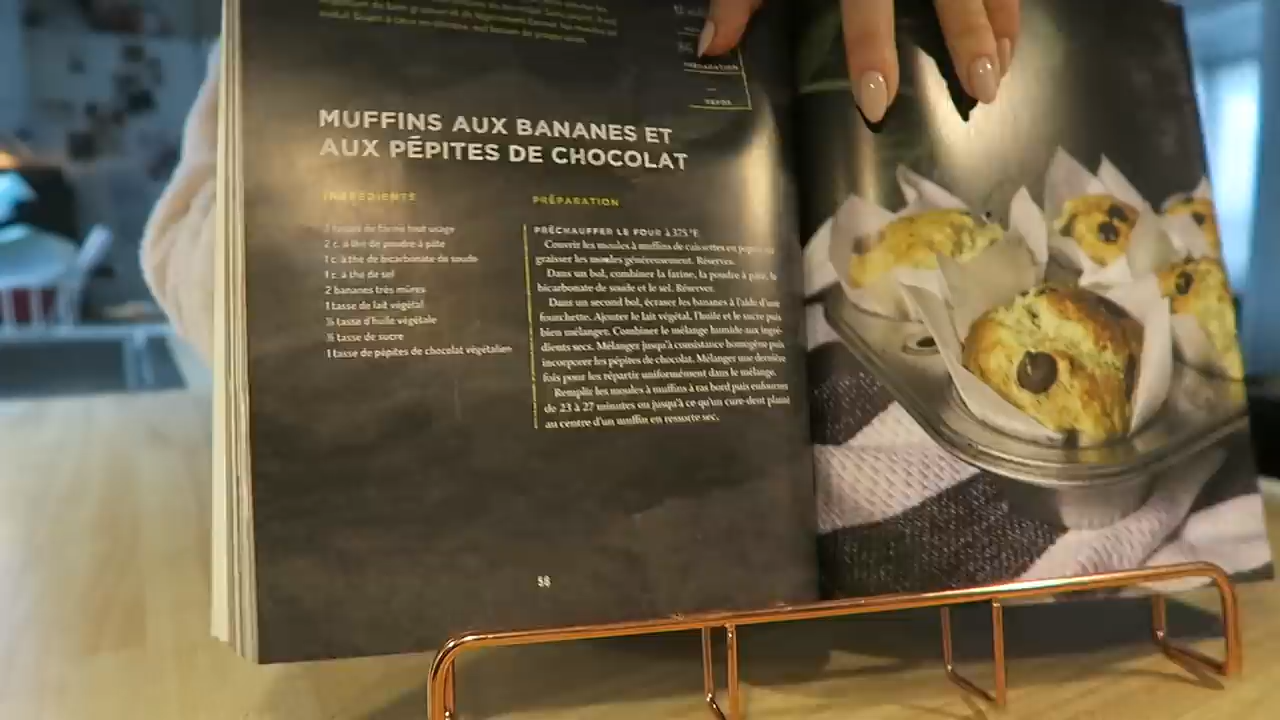 PRÉPARATION
MUFFINS AUX BANANES ET
AUX PÉPITES DE CHOCOLAT
INGRÉDIENTS
tasses de farine tout usage
2 c. à thé de poudre à pâte
1 c. à thé de bicarbonate de soude
1 c. à thé de sel
2 bananes très mûres
1 tasse de lait végétal
tasse d'huile végétale
tasse de sucre
1 tasse de pépites de chocolat végétalien
PRÉPARATION
PRÉCHAUFFER LE FOUR à 375 °F.
Couvrir les moules à muffins de caissettes en
graisser les moules généreusement. Réserver.
Dans un bol, combiner la farine, la poudre à pâte, le
bicarbonate de soude et le sel. Réserver.
Dans un second bol, écraser les bananes à l'aide d'une
fourchette. Ajouter le lait végétal, l'huile et le sucre puis
bien mélanger. Combiner le mélange humide aux ingré-
dients secs. Mélanger jusqu'à consistance homogène puis
incorporer les pépites de chocolat. Mélanger une dernière
fois pour les répartir uniformément dans le mélange.
Remplir les moules à muffins à ras bord puis enfourner
de 23 à 27 minutes ou jusqu'à ce qu'un cure-dent planté
au centre d'un muffin en ressorte sec.
58